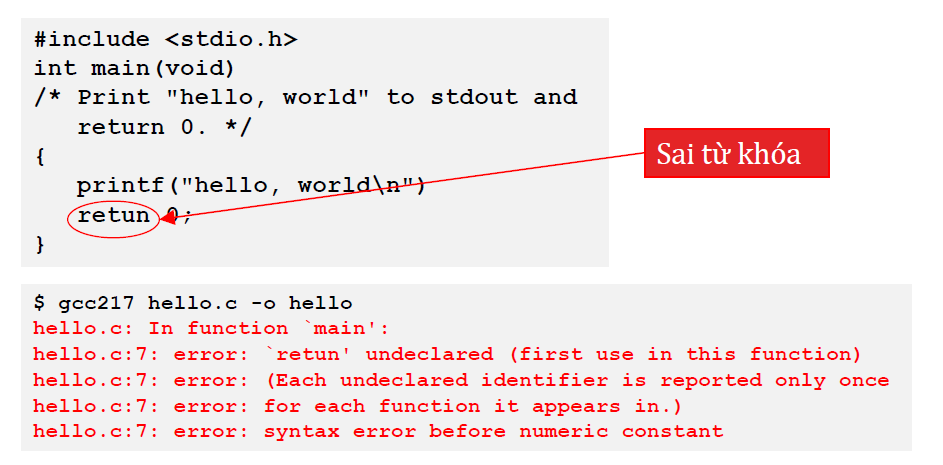 #include <stdio.h>
int main(void)
/* Print "hello, world" to stdout and
return 0. */
{
printf("hello, world\n")
retun 0;
}
Sai từ khóa
$ gcc217 hello.c -o hello
hello.c: In function `main':
hello.c:7: error: `retun' undeclared (first use in this function)
hello.c:7: error: (Each undeclared identifier is reported only once
hello.c:7: error: for each function it appears in.)
hello.c:7: error: syntax error before numeric constant